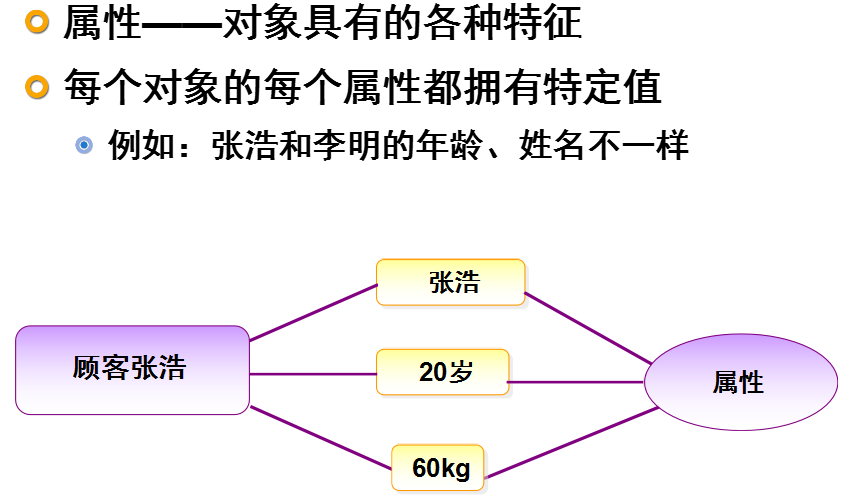 属性——对象具有的各种特征
每个对象的每个属性都拥有特定值
例如：张浩和李明的年龄、姓名不一样
张浩
顾客张浩
20岁
属性
60kg